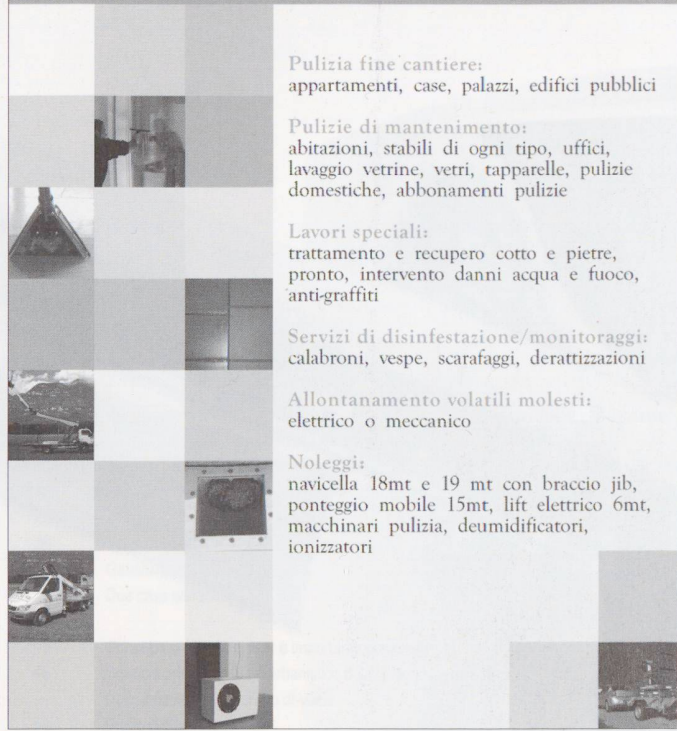 Pulizia fine cantiere:
appartamenti, case, palazzi, edifici pubblici
Pulizie di mantenimento:
abitazioni, stabili di ogni tipo, uffici,
lavaggio vetrine, vetri, tapparelle, pulizie
domestiche, abbonamenti pulizie
Lavori speciali:
trattamento e recupero cotto e pietre,
pronto, intervento danni acqua e fuoco,
anti-graffiti
Servizi di disinfestazione/monitoraggi:
calabroni, vespe, scarafaggi, derattizzazioni
Allontanamento volatili molesti:
elettrico o meccanico
Noleggi:
navicella 18mt e 19 mt con braccio jib,
ponteggio mobile 15mt, lift elettrico 6mt,
macchinari pulizia, deumidificatori,
ionizzatori